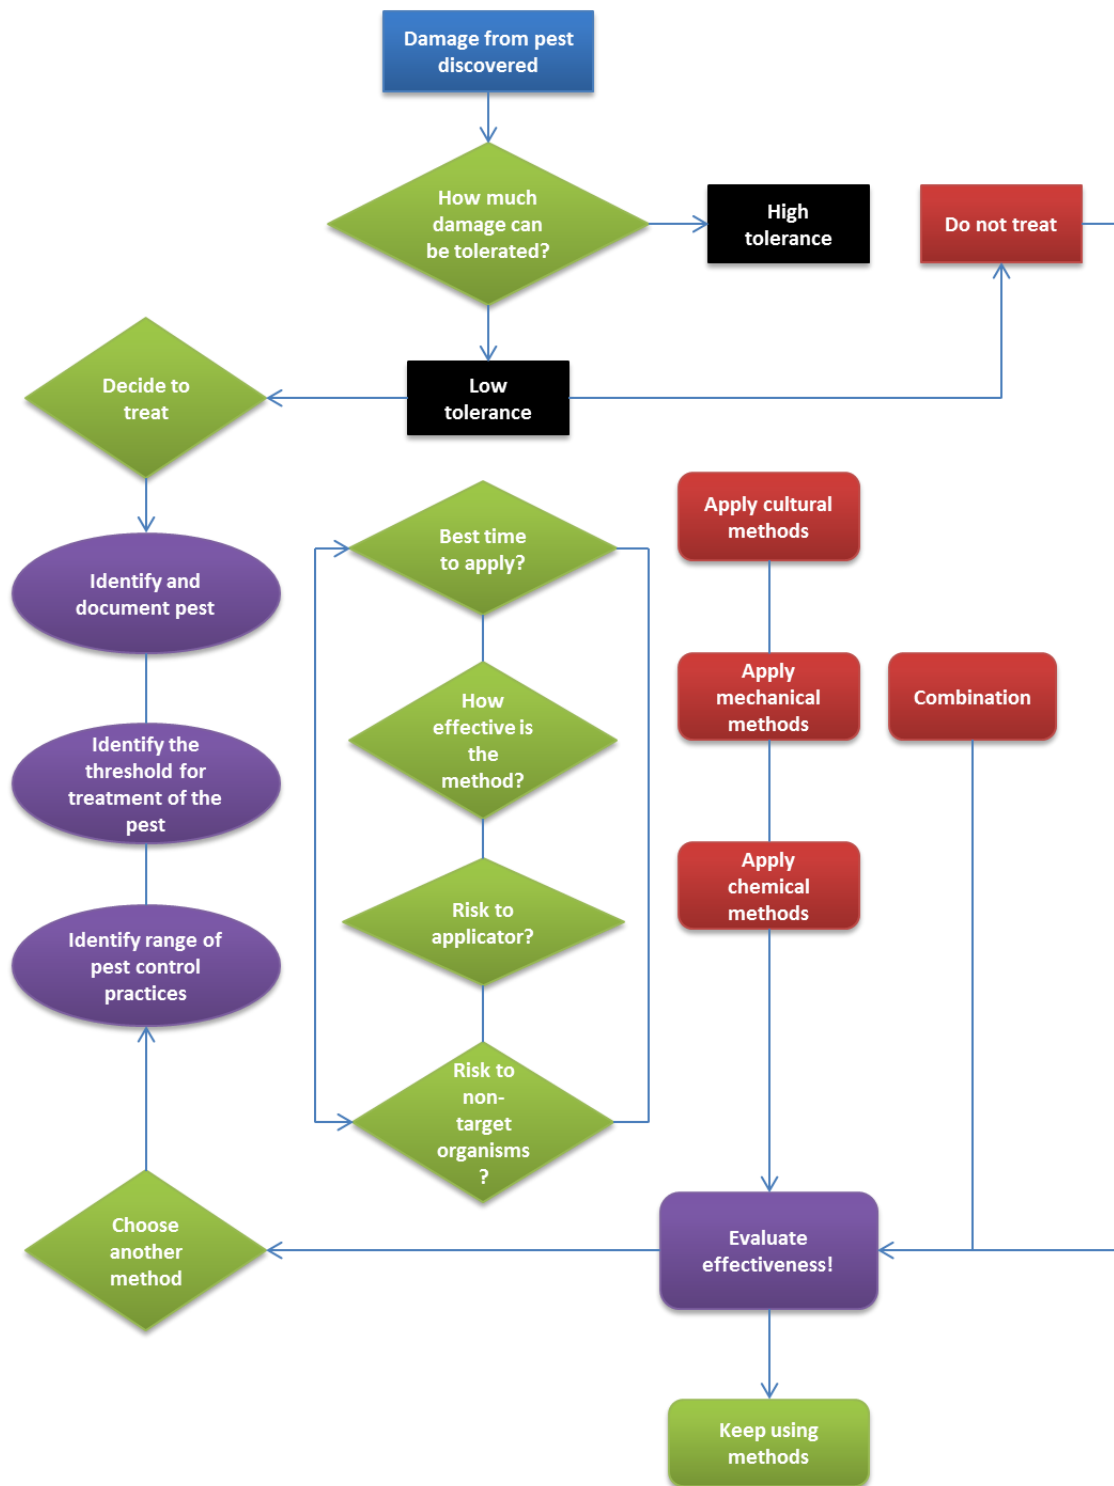 Damage from pest
discovered
How much
damage can
be tolerated?
High
tolerance
Do not treat
Decide to
treat
Low
tolerance
Identify and
document pest
Identify the
threshold for
treatment of the
pest
Identify range of
pest control
practices
Choose
another
method
Best time
to apply?
How
effective is
the
method?
Risk to
applicator?
Risk to
non-
target
organisms
?
Apply cultural
methods
Apply
mechanical
methods
Combination
Apply
chemical
methods
Evaluate
effectiveness!
Keep using
methods